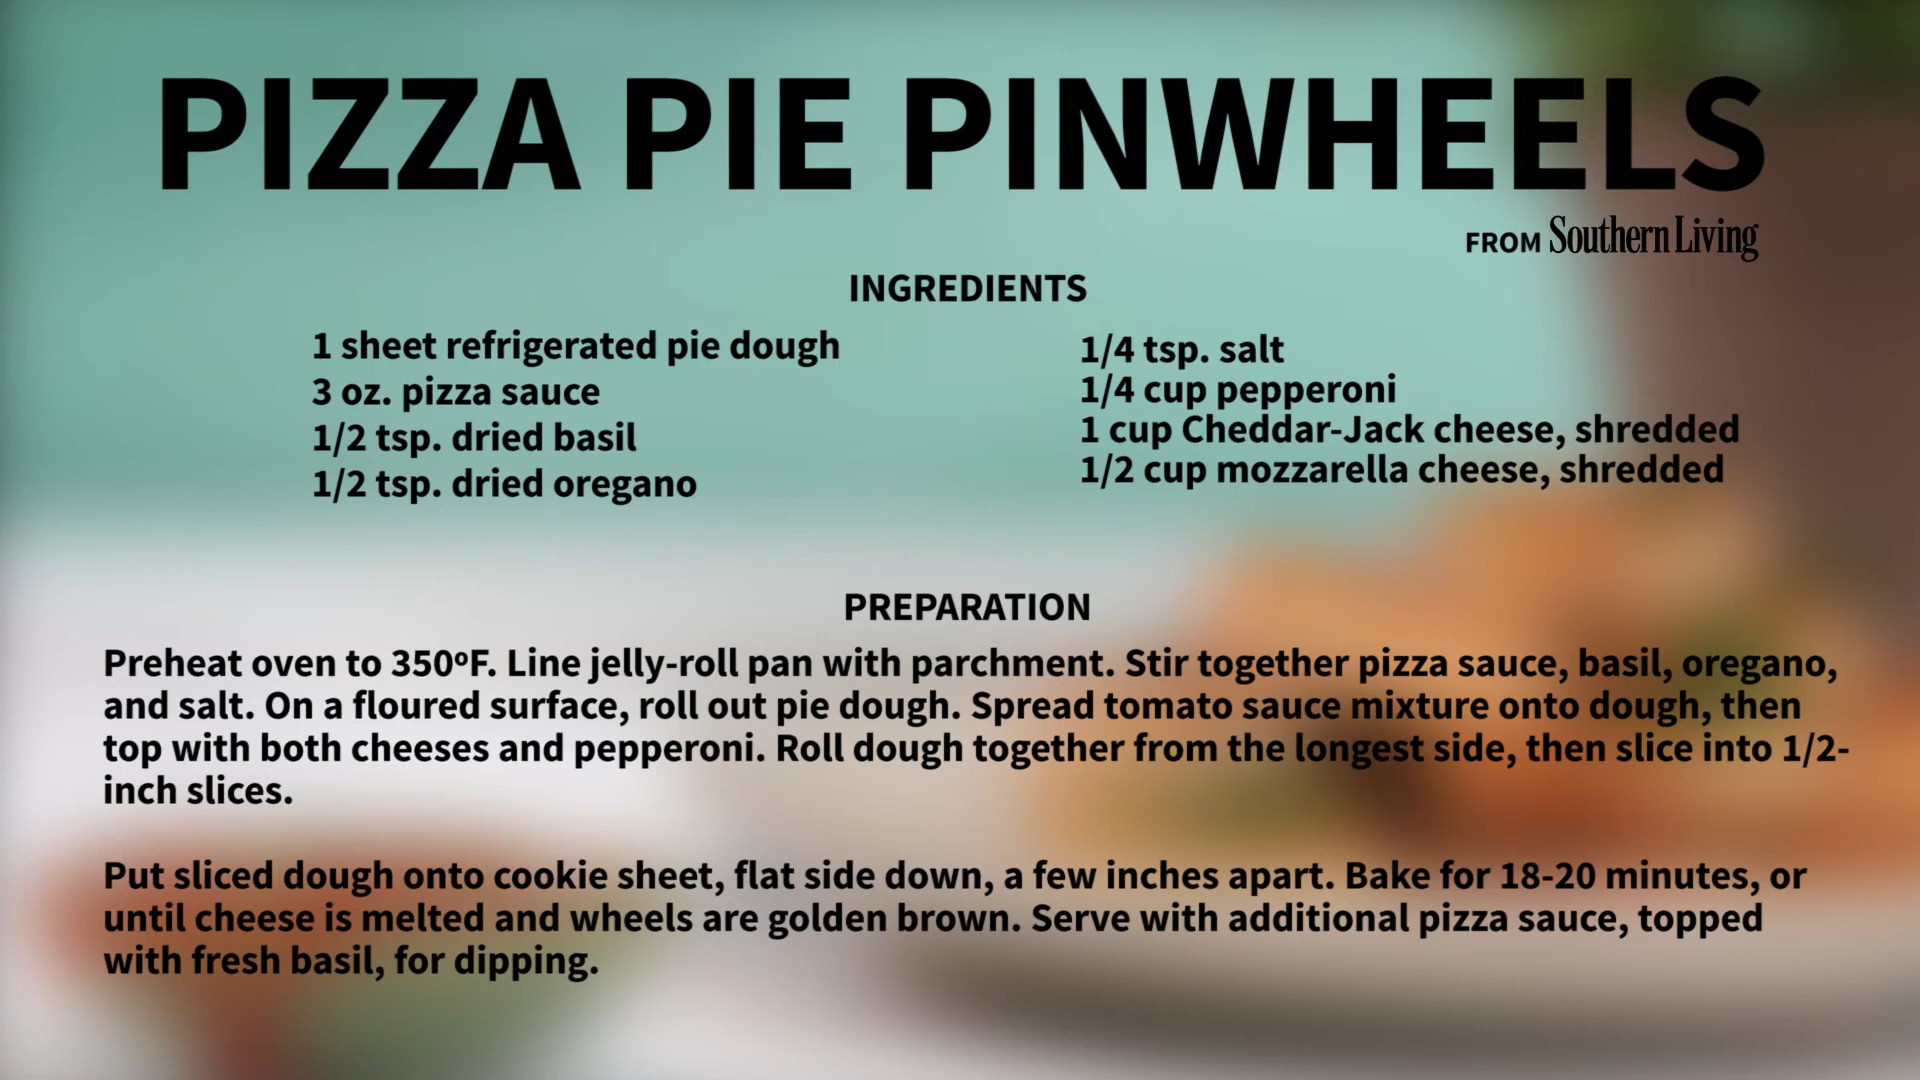 PIZZA PIE PINWHEELS
FROM Southern Living
INGREDIENTS
1 sheet refrigerated pie dough
3 oz. pizza sauce
1/2 tsp. dried basil
1/2 tsp. dried oregano
1/4 tsp. salt
1/4 cup pepperoni
1 cup Cheddar-Jack cheese, shredded
1/2 cup mozzarella cheese, shredded
PREPARATION
Preheat oven to 350ºF. Line jelly-roll pan with parchment. Stir together pizza sauce, basil, oregano,
and salt. On a floured surface, roll out pie dough. Spread tomato sauce mixture onto dough, then
top with both cheeses and pepperoni. Roll dough together from the longest side, then slice into 1/2-
inch slices.
Put sliced dough onto cookie sheet, flat side down, a few inches apart. Bake for 18-20 minutes, or
until cheese is melted and wheels are golden brown. Serve with additional pizza sauce, topped
with fresh basil, for dipping.